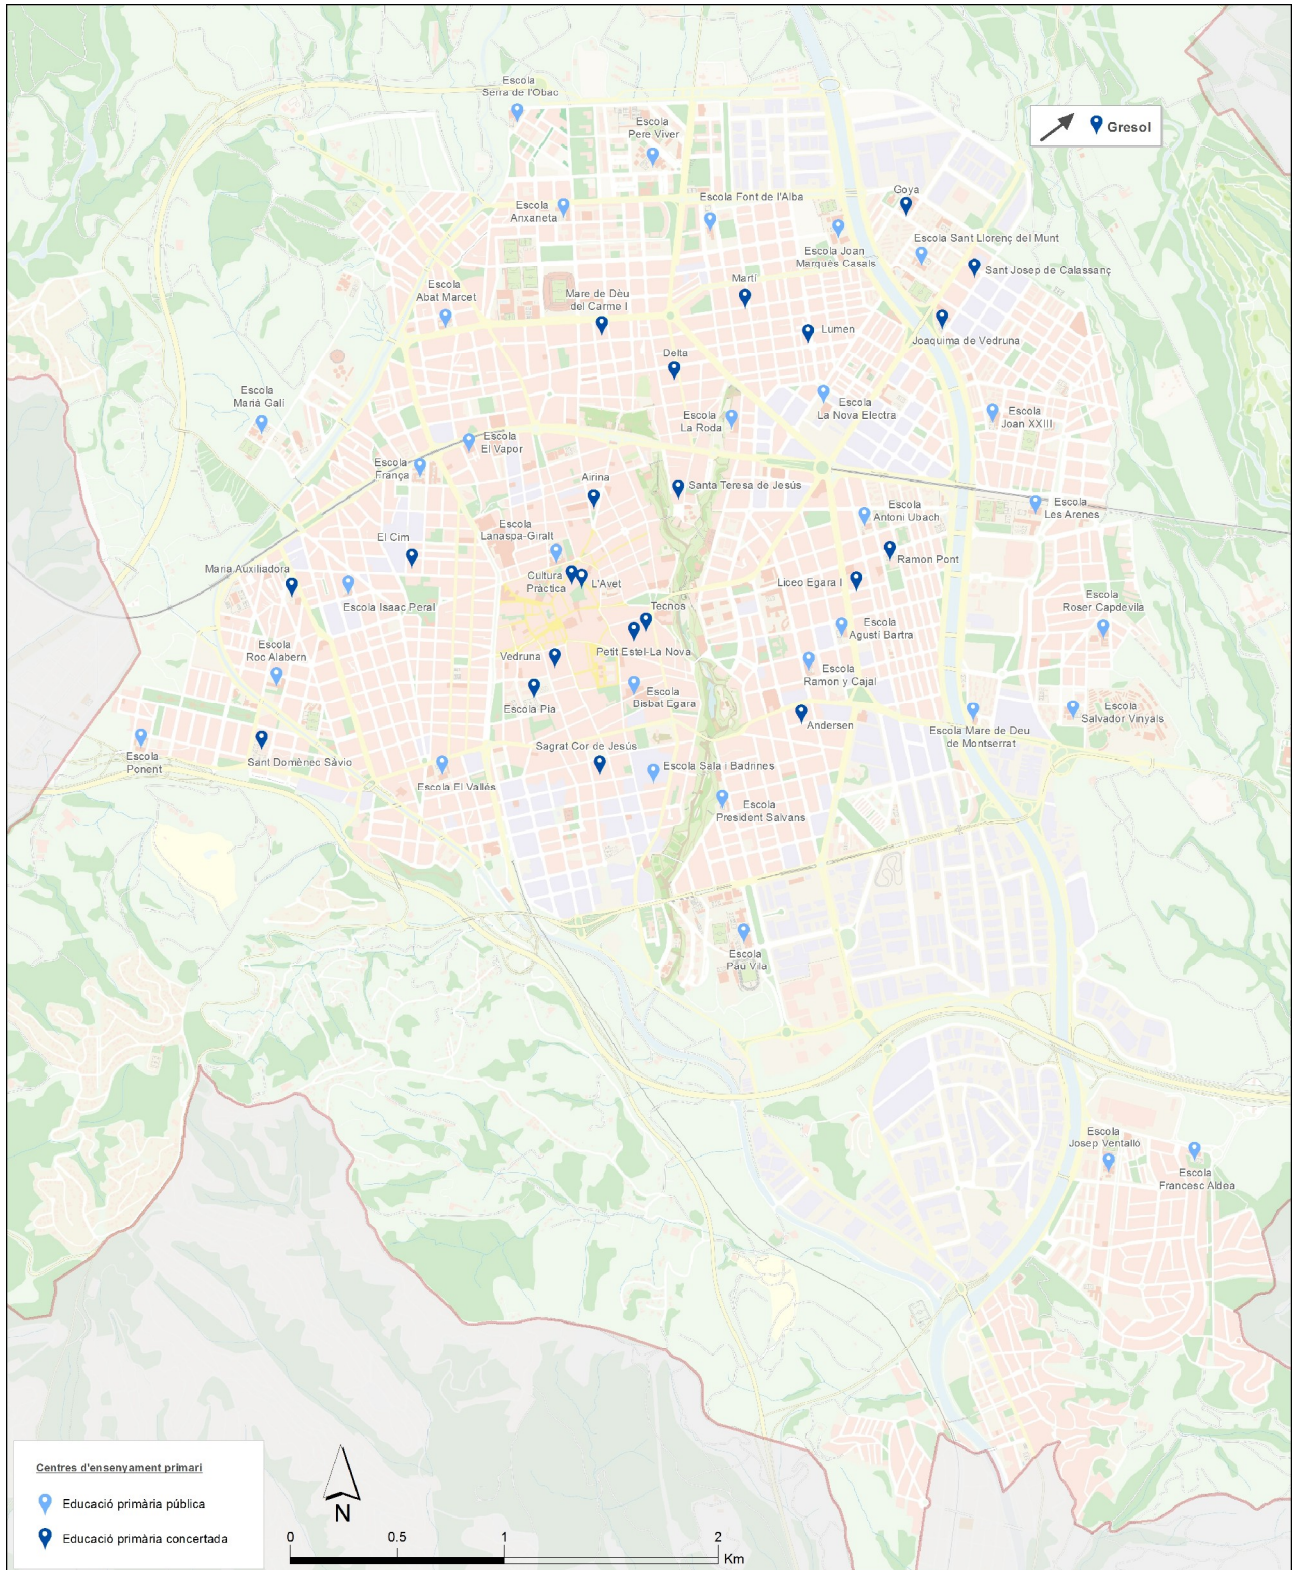 Escola
Serra de l'Obac
Escola
Pere Viver
Gresol
Escola
Anxaneta
Escola Font de l'Alba
Goya
Escola Joan
Marquès Casals
Escola Sant Llorenç del Munt
Sant Josep de Calassanç
Escola
Abat Marcet
Mare de Dèu
del Carme I
Martí
Lumen
Joaquima de Vedruna
Delta
Escola
Marià Galí
Escola
La Roda
Escola
La Nova Electra
Escola
Joan XXIII
Escola
El Vapor
Escola
França
Airina
Santa Teresa de Jesús
Escola
Antoni Ubach
Escola
Les Arenes
Escola
Lanaspa-Giralt
El Cim
Ramon Pont
Maria Auxiliadora
Cultura
Pràctica
L'Avet
Liceo Egara I
Escola Isaac Peral
Tecnos
Escola
Roser Capdevila
Escola
Agustí Bartra
Escola
Roc Alabern
Vedruna
Petit Estel-La Nova
Escola
Ramon y Cajal
Escola
Bisbat Egara
Escola Pia
Andersen
Escola
Salvador Vinyals
Escola Mare de Deu
de Montserrat
Escola
Ponent
Sant Domènec Sàvio
Sagrat Cor de Jesús
Escola Sala i Badrines
Escola El Vallés
Escola
President Salvans
Escola
Pau Vila
Escola
Josep Ventalló
Escola
Francesc Aldea
Centres d'ensenyament primari
Educació primària pública
Educació primària concertada
N
0 0.5 1 2
Km